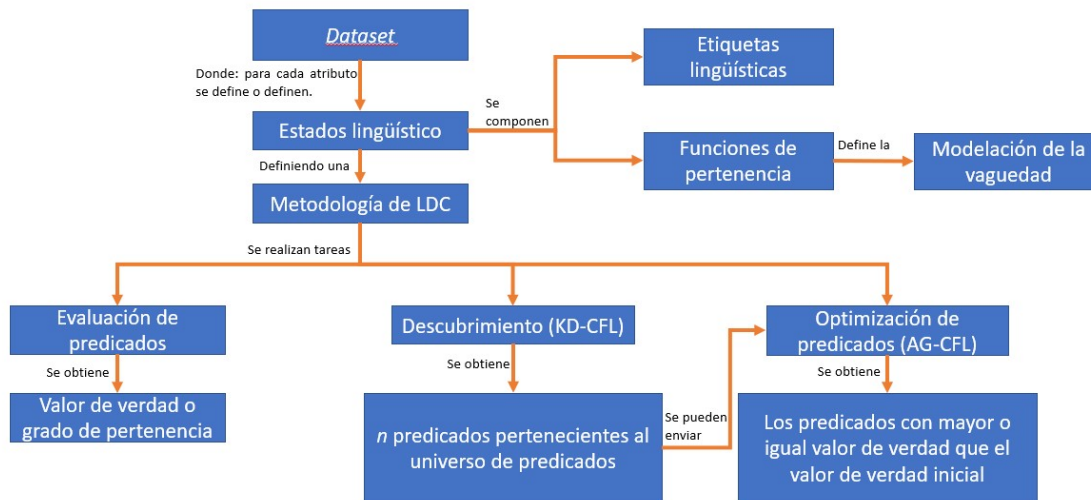 Dataset
Donde: para cada atributo
se define o definen.
Estados lingüístico
Se
componen
Etiquetas
lingüísticas
Funciones de
pertenencia
Define la
Modelación de la
vaguedad
Definiendo una
Metodología de LDC
Se realizan tareas
Evaluación de
predicados
Se obtiene
Valor de verdad o
grado de pertenencia
Descubrimiento (KD-CFL)
Se obtiene
n predicados pertenecientes al
universo de predicados
Se pueden
enviar
Optimización de
predicados (AG-CFL)
Se obtiene
Los predicados con mayor o
igual valor de verdad que el
valor de verdad inicial